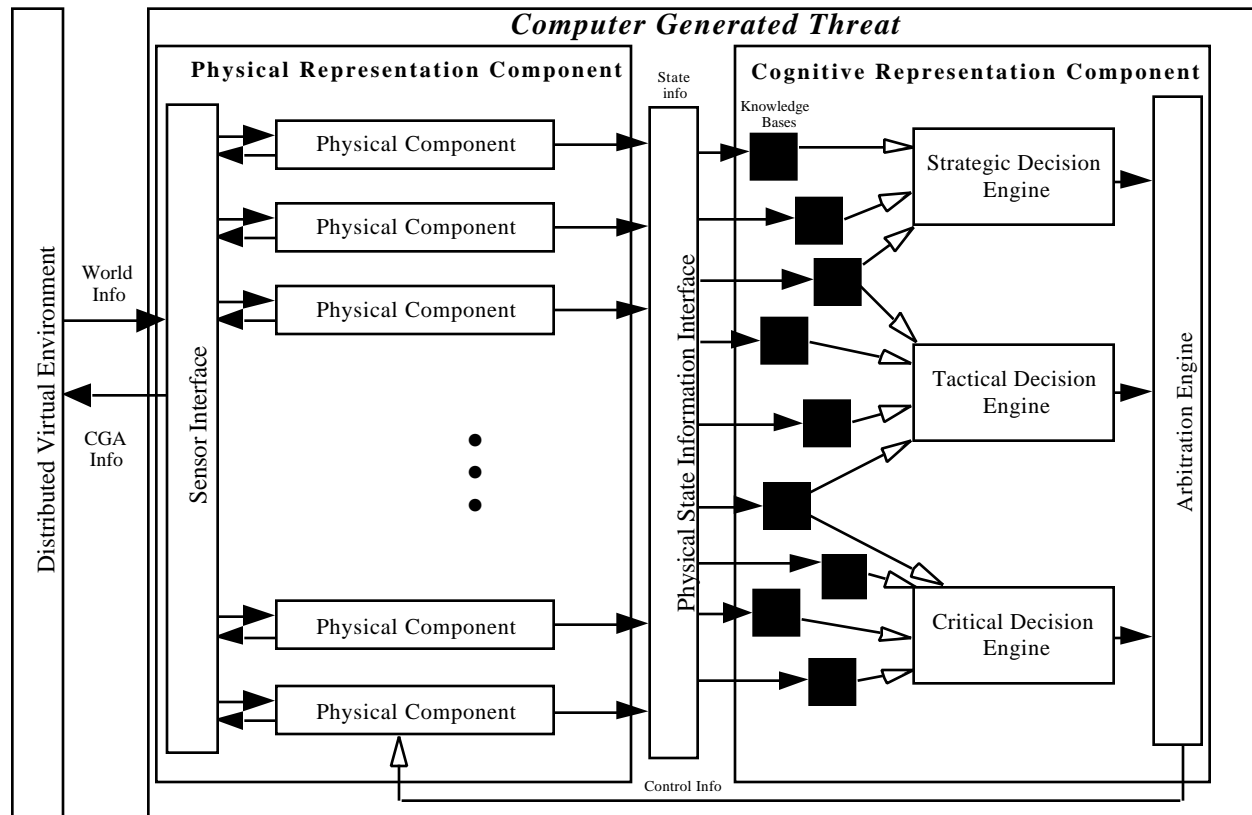 Computer Generated Threat
Physical Representation Component
State
info
Cognitive Representation Component
Knowledge
Bases
Physical Component
Strategic Decision
Engine
Physical Component
Physical Component
World
Info
CGA
Info
Distributed Virtual Environment
Sensor Interface
Physical State Information Interface
Tactical Decision
Engine
Arbitration Engine
Physical Component
Critical Decision
Engine
Physical Component
Control Info